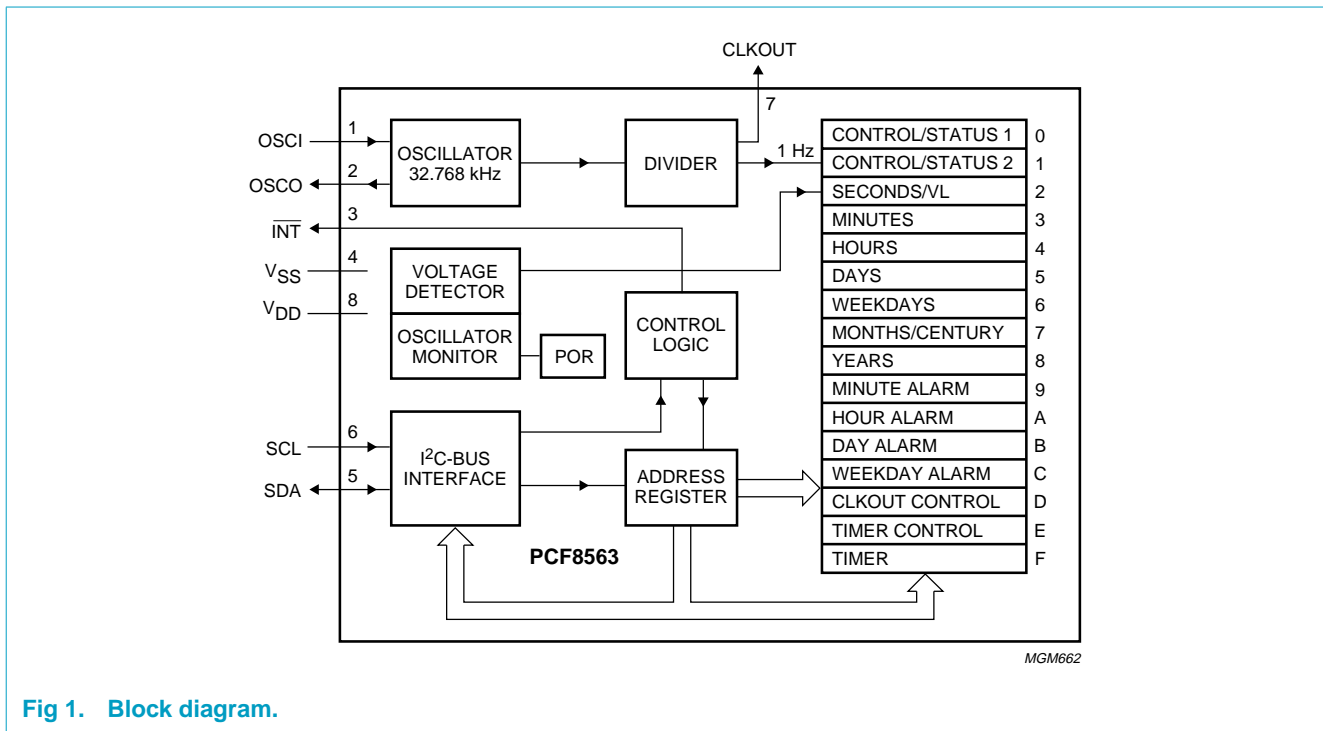 CLKOUT
7
OSCI
1
OSCO
2
INT
3
VSS
4
VDD
8
SCL
6
SDA
5
OSCILLATOR
32.768 kHz
DIVIDER
1 Hz
VOLTAGE
DETECTOR
OSCILLATOR
MONITOR
POR
CONTROL
LOGIC
I2C-BUS
INTERFACE
ADDRESS
REGISTER
PCF8563
CONTROL/STATUS 1 0
CONTROL/STATUS 2 1
SECONDS/VL 2
MINUTES 3
HOURS 4
DAYS 5
WEEKDAYS 6
MONTHS/CENTURY 7
YEARS 8
MINUTE ALARM 9
HOUR ALARM A
DAY ALARM B
WEEKDAY ALARM C
CLKOUT CONTROL D
TIMER CONTROL E
TIMER F
MGM662
Fig 1. Block diagram.